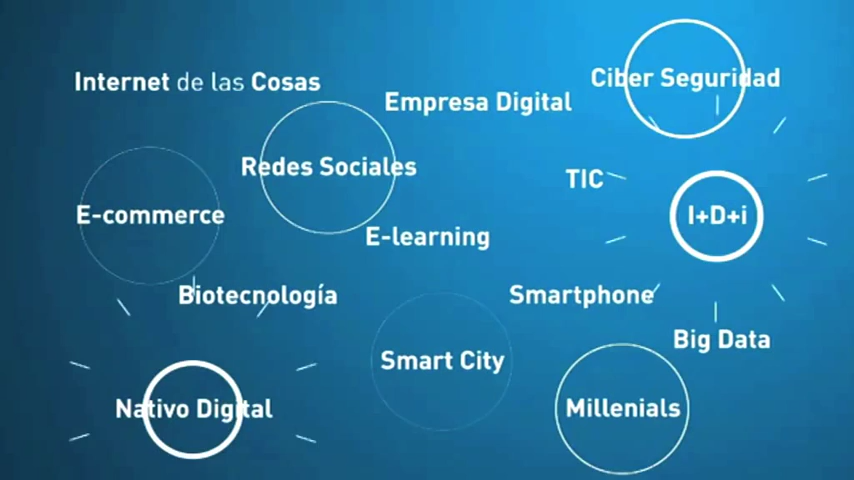 Internet de las Cosas
Ciber Seguridad
Empresa Digital
Redes Sociales
TIC
E-commerce
I+D+i
E-learning
Biotecnología
Smartphone
Big Data
Smart City
Nativo Digital
Millenials